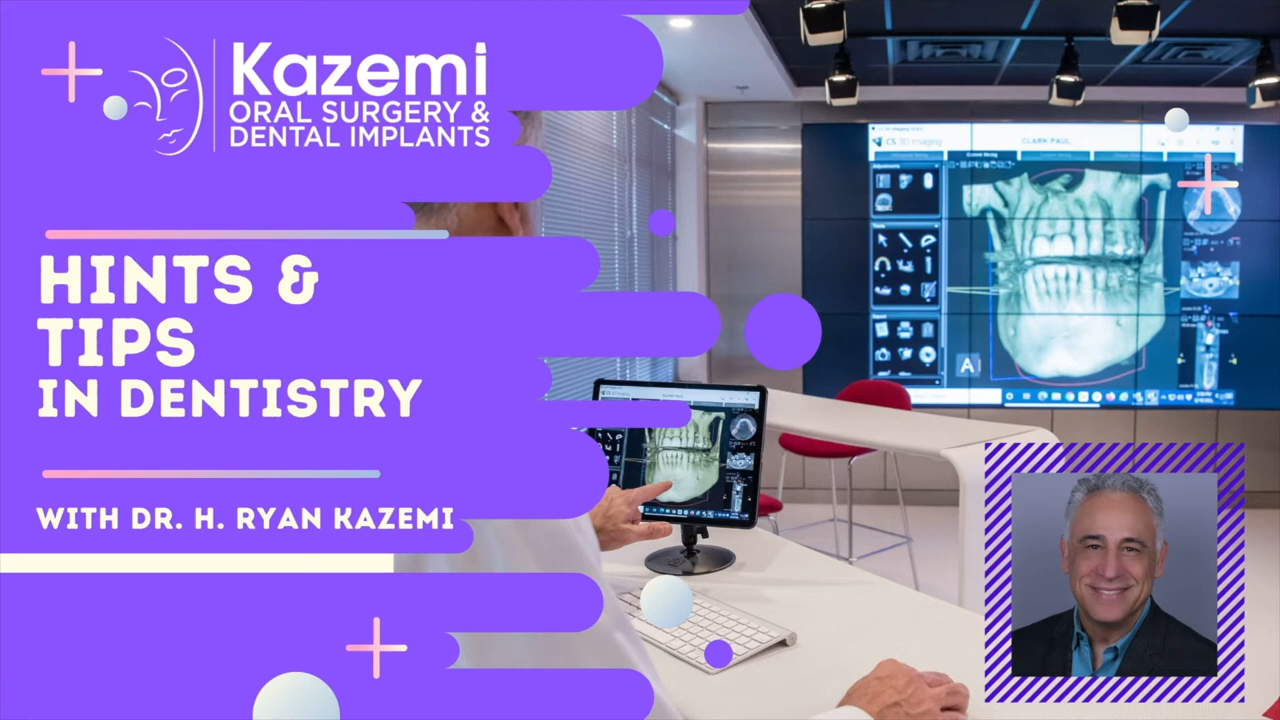 Kazemi
ORAL SURGERY &
DENTAL IMPLANTS
HINTS &
TIPS
IN DENTISTRY
WITH DR. H. RYAN KAZEMI
CS 3D Imaging
CLARK PAUL
A